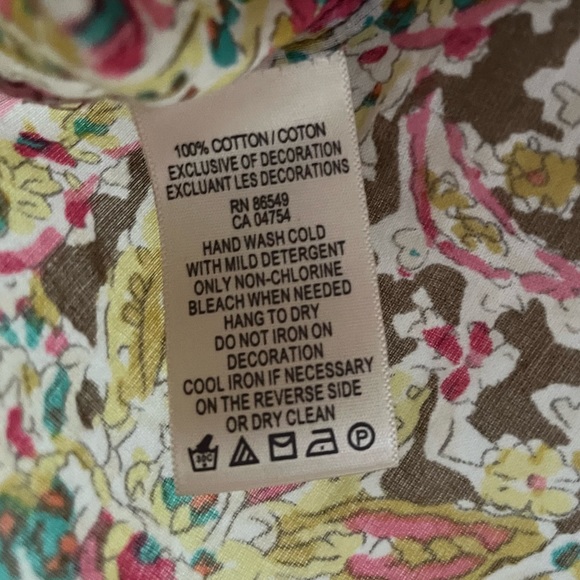 100% COTTON / COTON
EXCLUSIVE OF DECORATION
EXCLUANT LES DECORATIONS
RN 86549
CA 04754
HAND WASH COLD
WITH MILD DETERGENT
ONLY NON-CHLORINE
BLEACH WHEN NEEDED
HANG TO DRY
DO NOT IRON ON
DECORATION
COOL IRON IF NECESSARY
ON THE REVERSE SIDE
OR DRY CLEAN
30C P